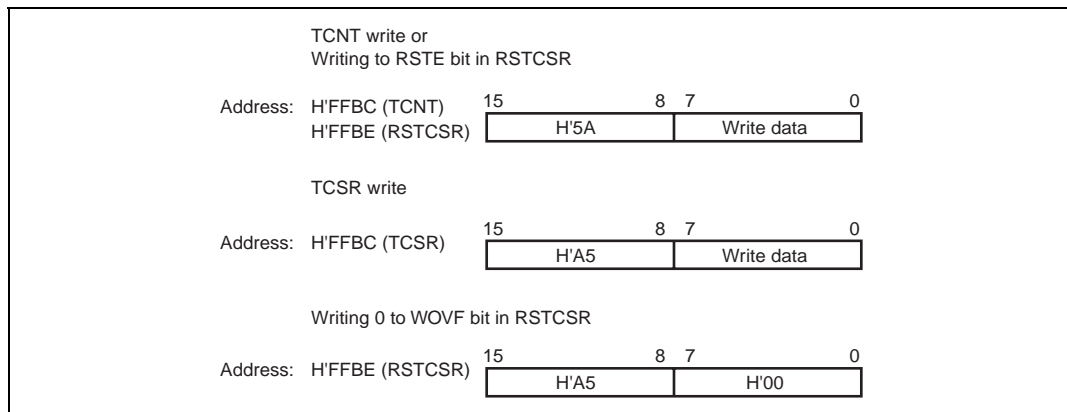 TCNT write or
Writing to RSTE bit in RSTCSR
Address: H'FFBC (TCNT)
H'FFBE (RSTCSR)
15 8 7 0
H'5A Write data
TCSR write
Address: H'FFBC (TCSR)
15 8 7 0
H'A5 Write data
Writing 0 to WOVF bit in RSTCSR
Address: H'FFBE (RSTCSR)
15 8 7 0
H'A5 H'00